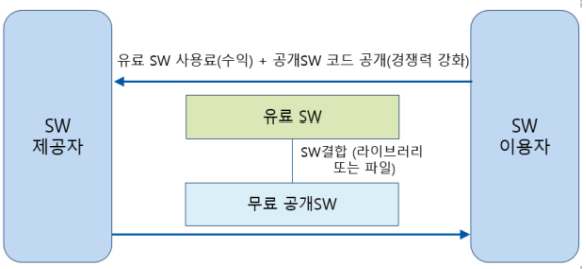 유료 SW 사용료(수익) + 공개SW 코드 공개(경쟁력 강화)
SW
제공자
유료 SW
SW결합 (라이브러리
또는 파일)
무료 공개SW
SW
이용자